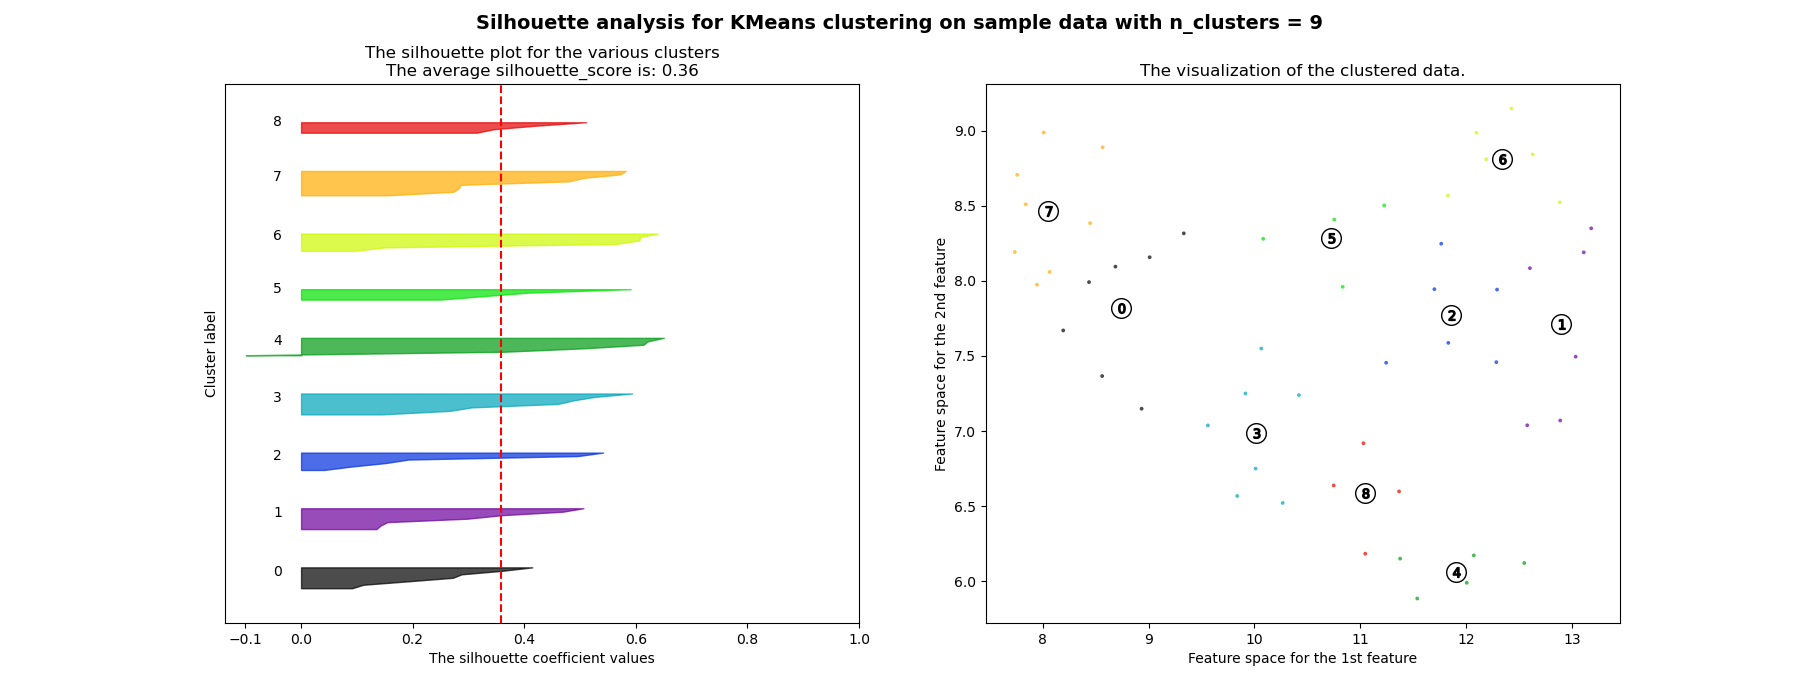 Silhouette analysis for KMeans clustering on sample data with n_clusters = 9
The silhouette plot for the various clusters
The average silhouette_score is: 0.36
8
7
6
5
4
3
2
1
0
Cluster label
−0.1 0.0 0.2 0.4 0.6 0.8 1.0
The silhouette coefficient values
The visualization of the clustered data.
9.0
8.5
8.0
7.5
7.0
6.5
6.0
Feature space for the 2nd feature
6
7
5
0
2
1
3
8
4
8 9 10 11 12 13
Feature space for the 1st feature